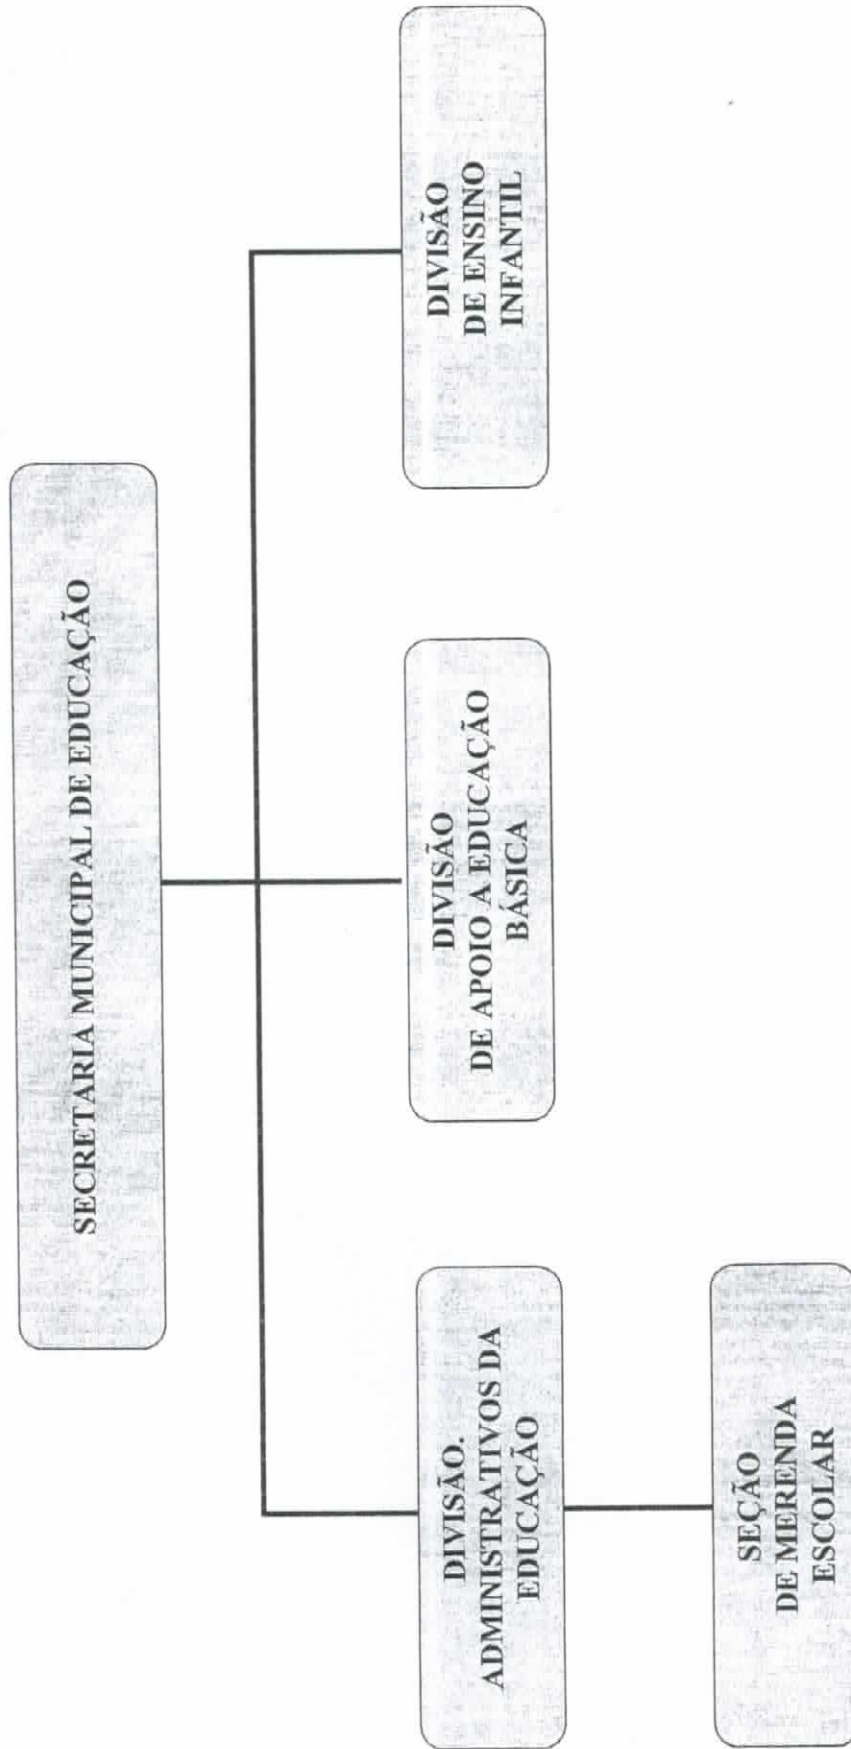 SECRETARIA MUNICIPAL DE EDUCAÇÃO
DIVISÃO.
ADMINISTRATIVOS DA
EDUCAÇÃO
DIVISÃO
DE APOIO A EDUCAÇÃO
BÁSICA
DIVISÃO
DE ENSINO
INFANTIL
SEÇÃO
DE MERENDA
ESCOLAR